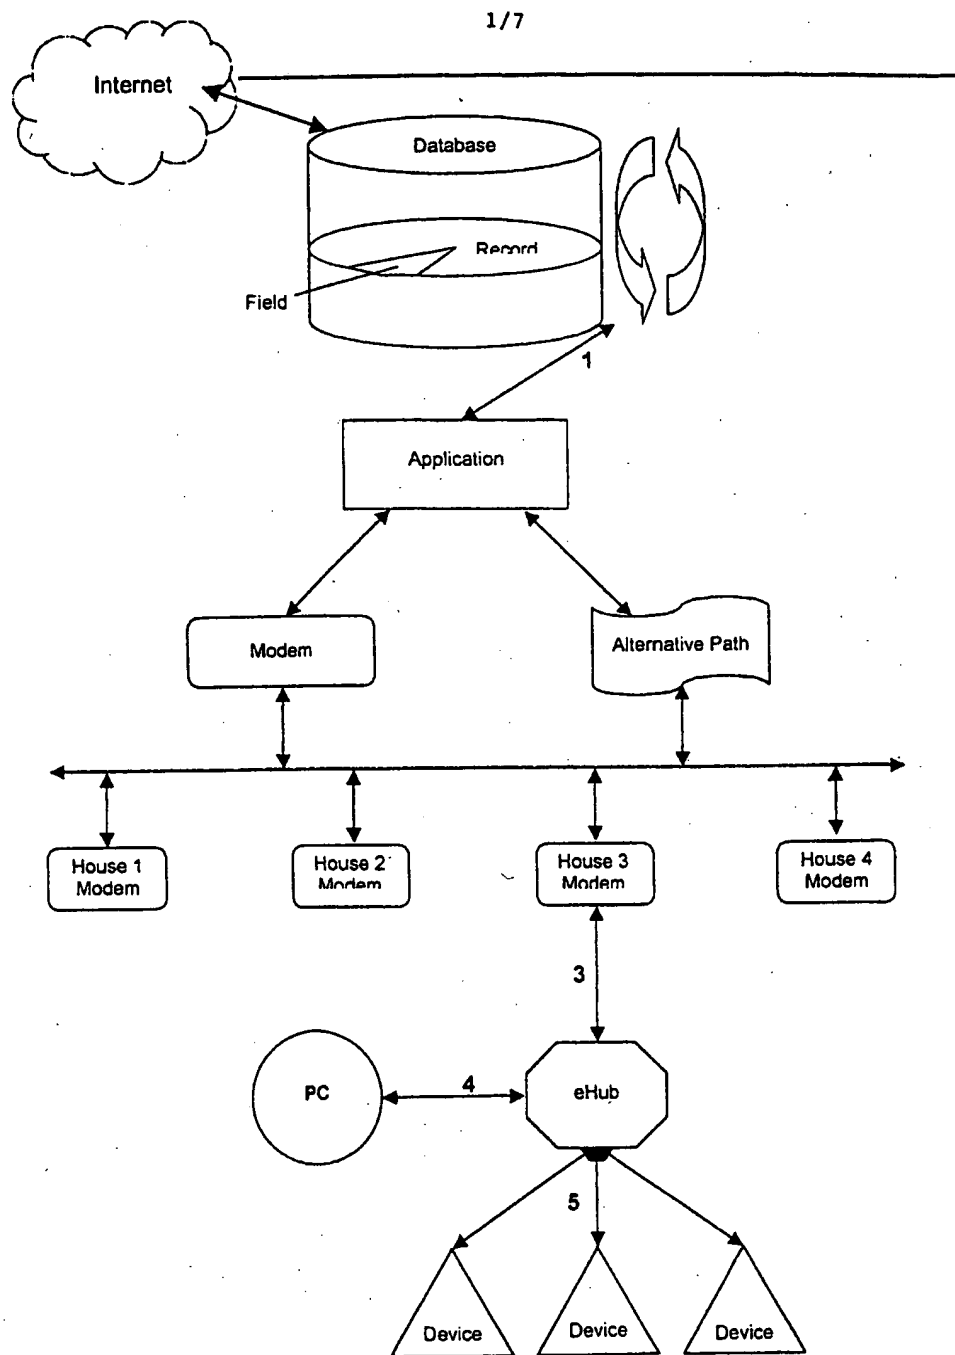 1/7
Internet
Database
Record
Field
1
Application
Modem
Alternative Path
House 1
Modem
House 2
Modem
House 3
Modem
House 4
Modem
3
PC
4
eHub
5
Device
Device
Device